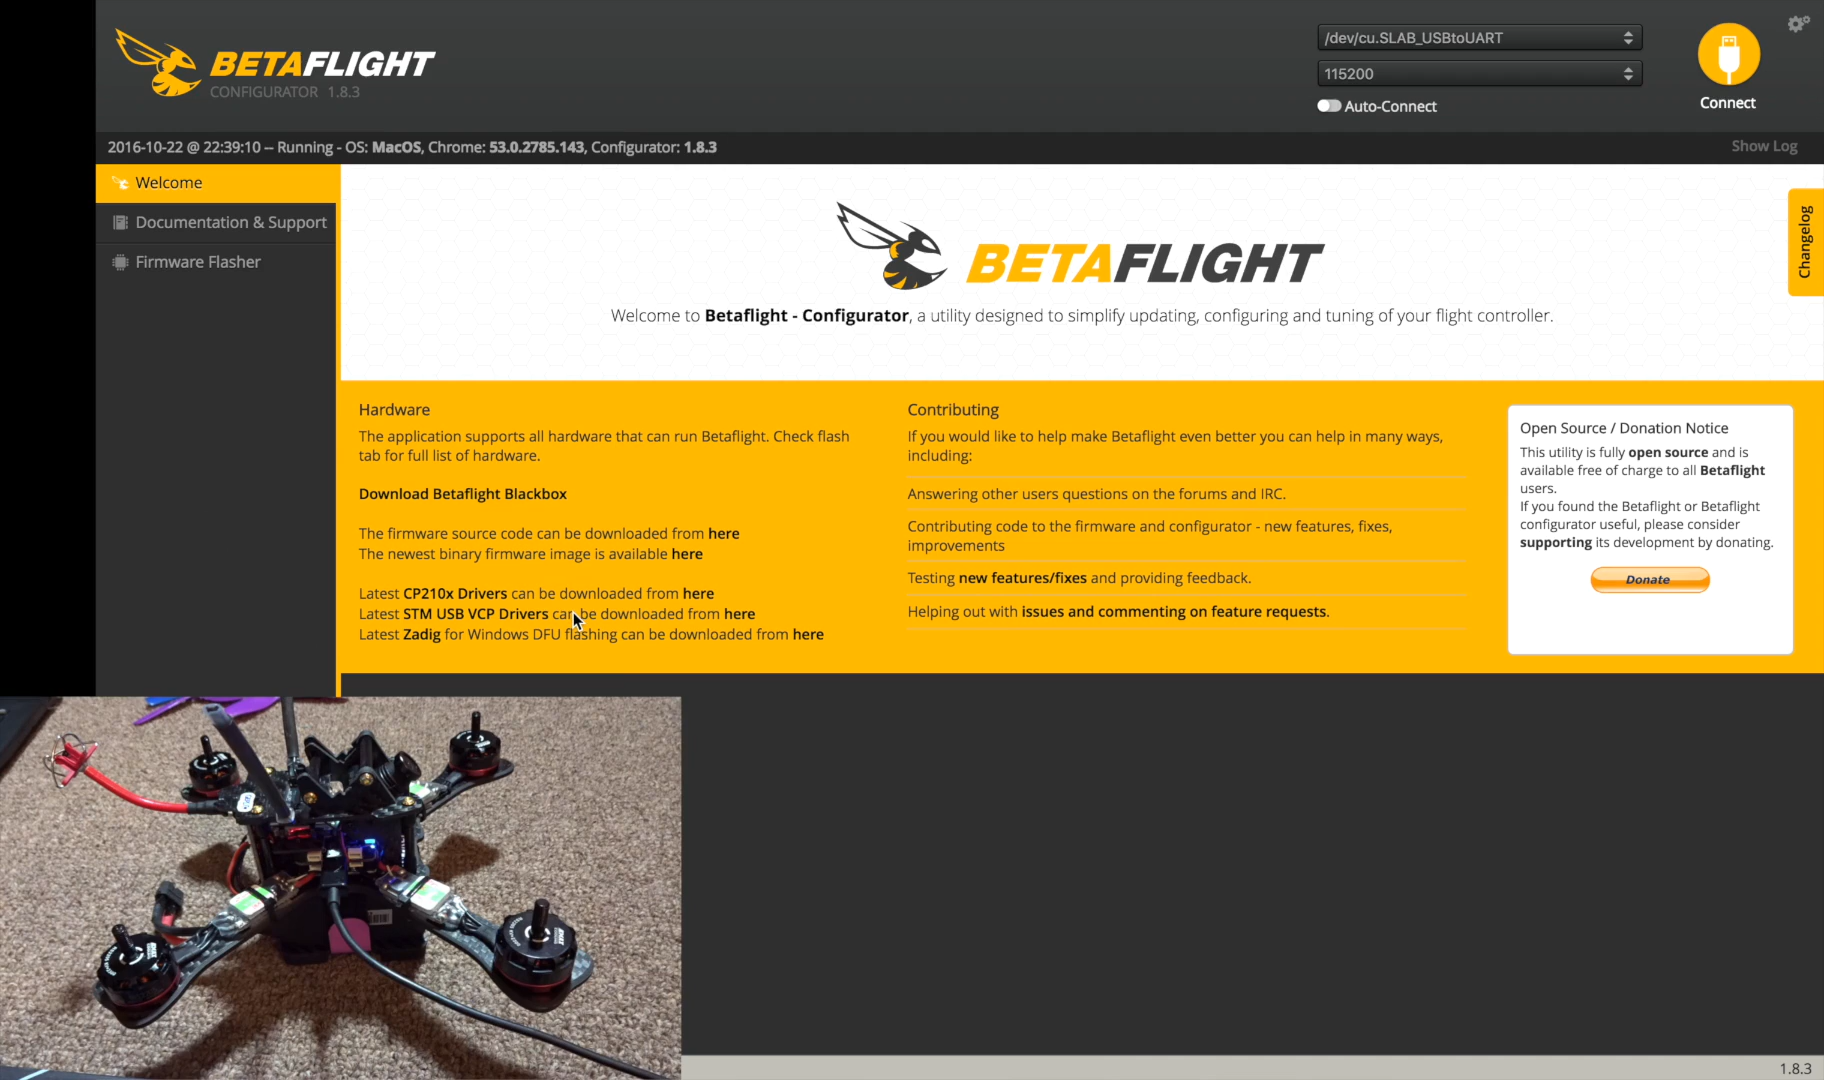 BETAFLIGHT
CONFIGURATOR 1.8.3
/dev/cu.SLAB_USBtoUART
115200
Auto-Connect
Connect
2016-10-22 @ 22:39:10 -- Running - OS: MacOS, Chrome: 53.0.2785.143, Configurator: 1.8.3
Show Log
Welcome
Documentation & Support
Firmware Flasher
BETAFLIGHT
Welcome to Betaflight - Configurator, a utility designed to simplify updating, configuring and tuning of your flight controller.
Changelog
Hardware
The application supports all hardware that can run Betaflight. Check flash
tab for full list of hardware.
Download Betaflight Blackbox
The firmware source code can be downloaded from here
The newest binary firmware image is available here
Latest CP210x Drivers can be downloaded from here
Latest STM USB VCP Drivers can be downloaded from here
Latest Zadig for Windows DFU flashing can be downloaded from here
Contributing
If you would like to help make Betaflight even better you can help in many ways,
including:
Answering other users questions on the forums and IRC.
Contributing code to the firmware and configurator - new features, fixes,
improvements
Testing new features/fixes and providing feedback.
Helping out with issues and commenting on feature requests.
Open Source / Donation Notice
This utility is fully open source and is
available free of charge to all Betaflight
users.
If you found the Betaflight or Betaflight
configurator useful, please consider
supporting its development by donating.
Donate
1.8.3